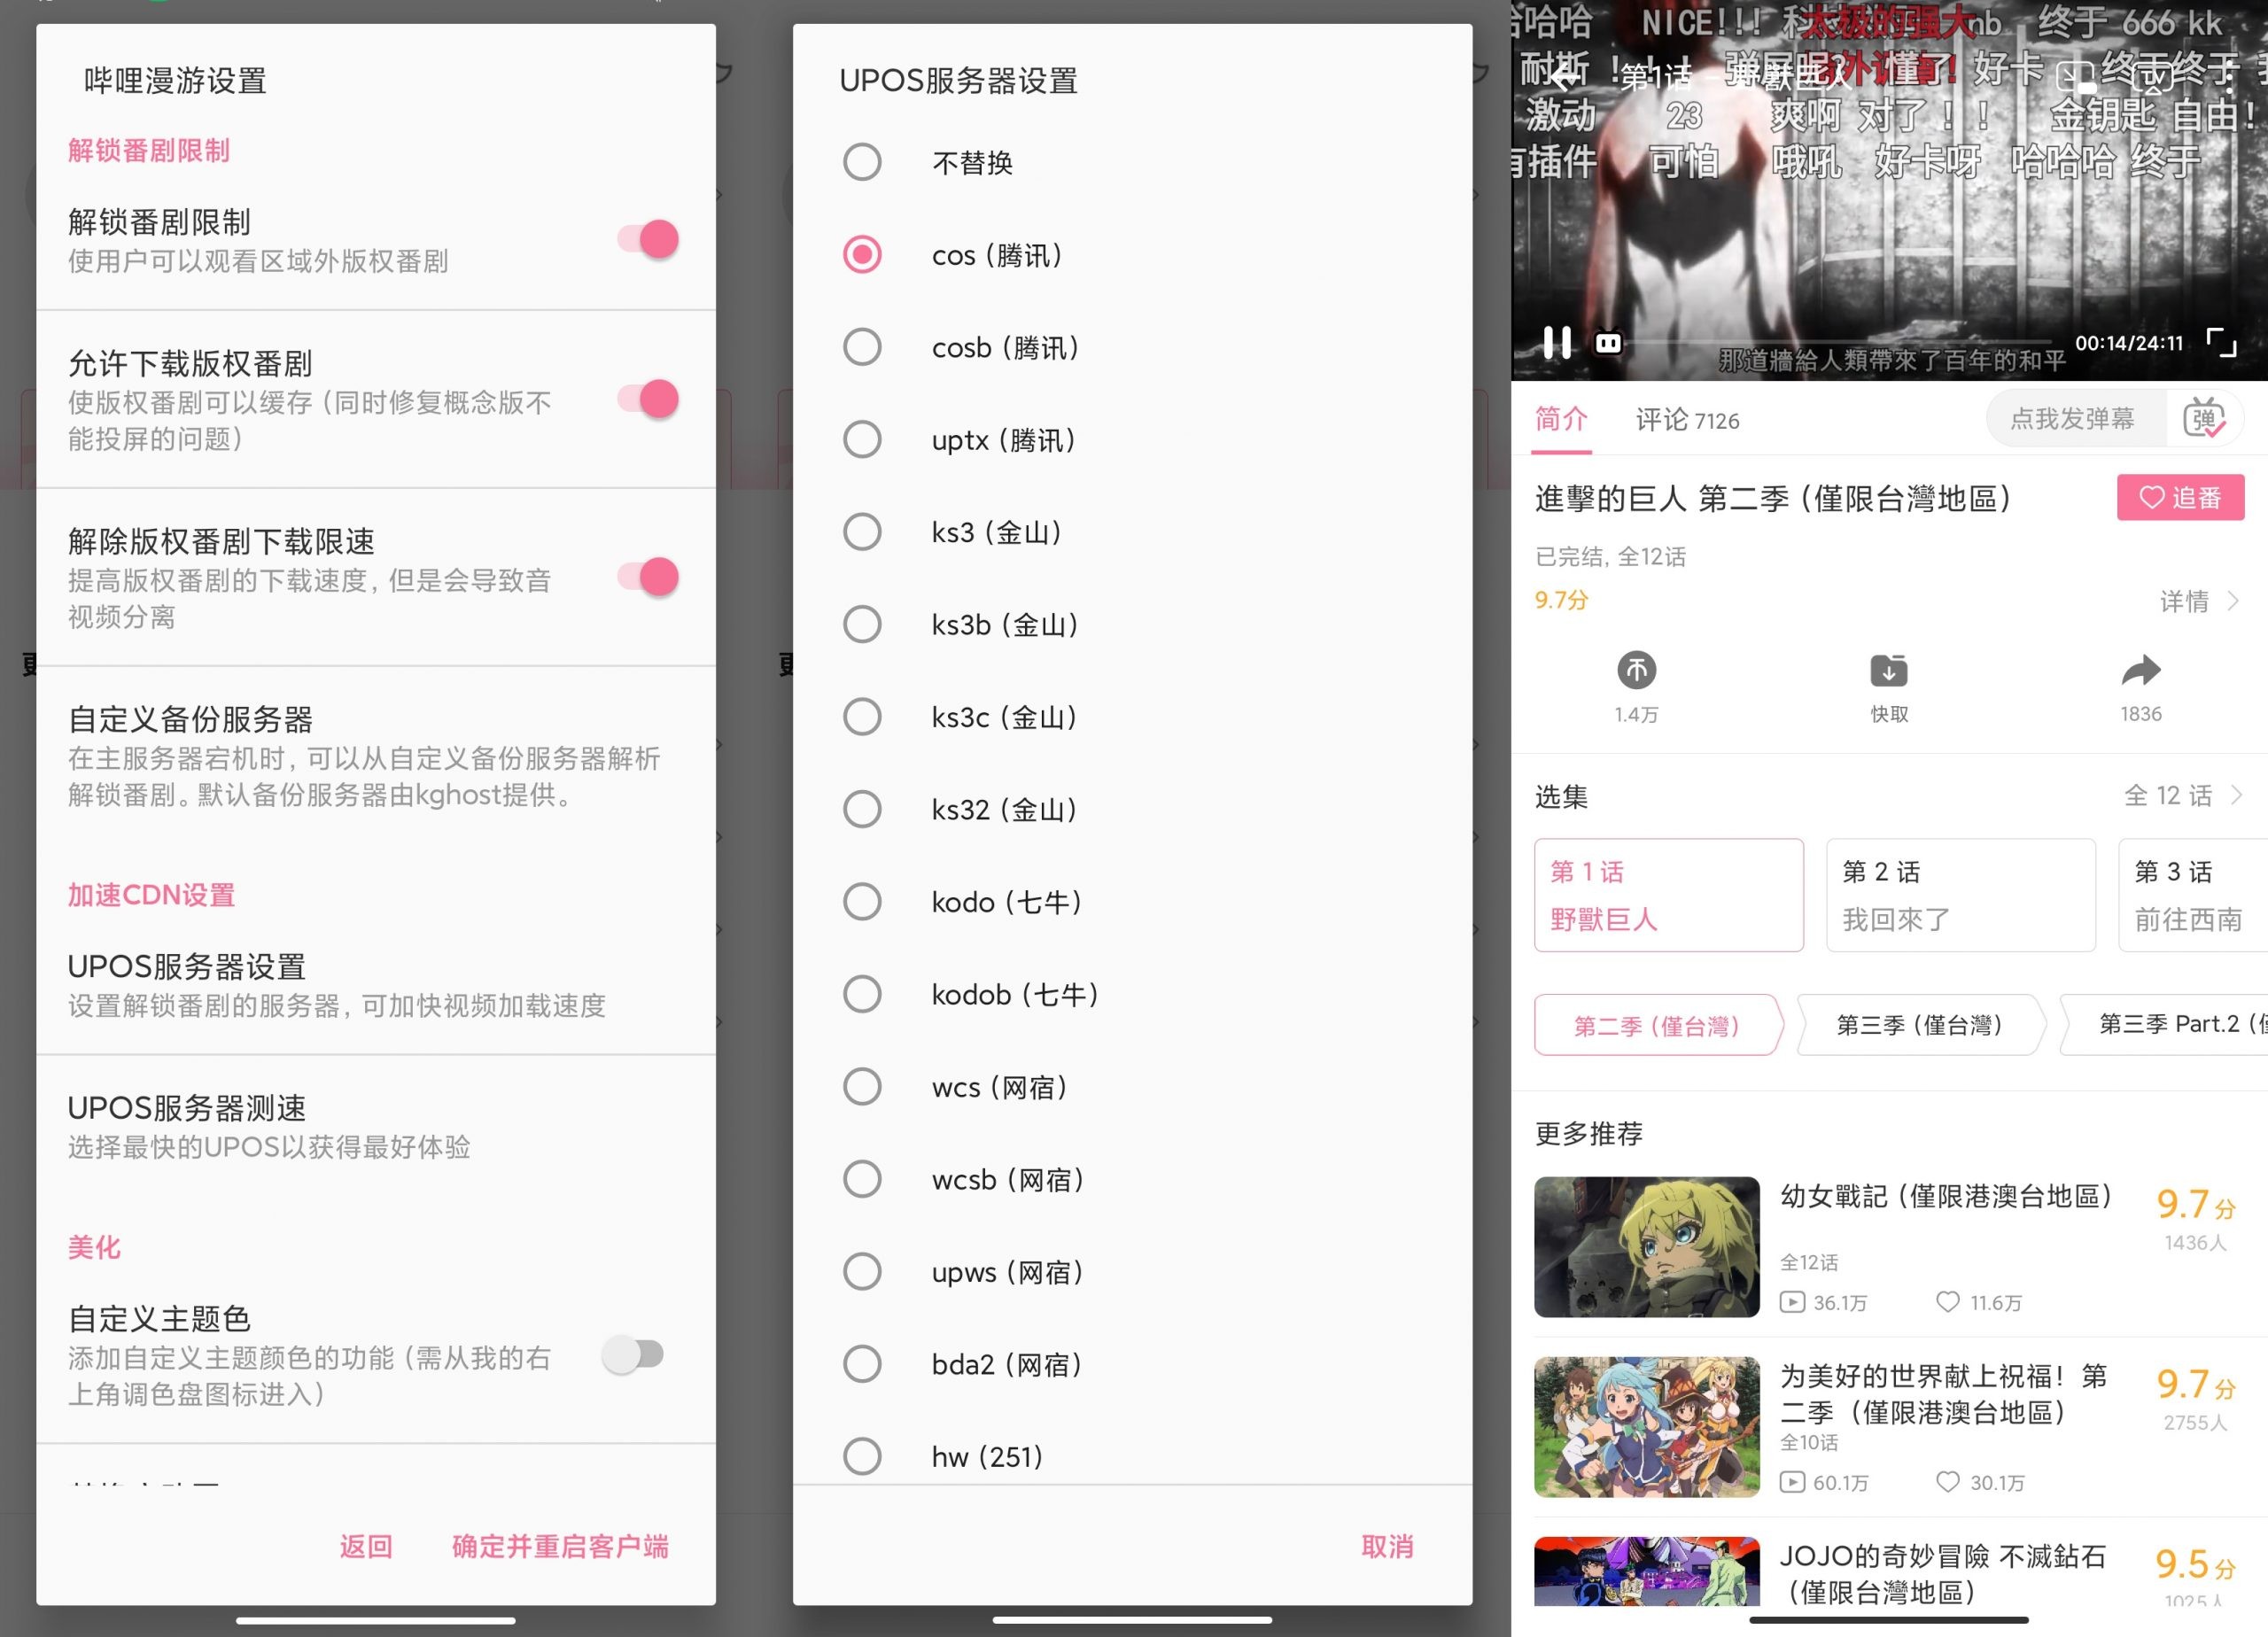 哔哩漫游设置
解锁番剧限制
解锁番剧限制
使用户可以观看区域外版权番剧
允许下载版权番剧
使版权番剧可以缓存（同时修复概念版不
能投屏的问题）
解除版权番剧下载限速
提高版权番剧的下载速度，但是会导致音
视频分离
自定义备份服务器
在主服务器宕机时，可以从自定义备份服务器解析
解锁番剧。默认备份服务器由kghost提供。
加速CDN设置
UPOS服务器设置
设置解锁番剧的服务器，可加快视频加载速度
UPOS服务器测速
选择最快的UPOS以获得最好体验
美化
自定义主题色
添加自定义主题颜色的功能（需从我的右
上角调色盘图标进入）
返回
确定并重启客户端
UPOS服务器设置
不替换
cos（腾讯）
cosb（腾讯）
uptx（腾讯）
ks3（金山）
ks3b（金山）
ks3c（金山）
ks32（金山）
kodo（七牛）
kodob（七牛）
wcs（网宿）
wcsb（网宿）
upws（网宿）
bda2（网宿）
hw (251)
取消
哈哈 NICE!!! 太极的强大 nb 终于 666 kk
耐斯！ 懂了 好卡 终于终于
第1话 - 野獸巨人
激动 23 爽啊 对了！！ 金钥匙 自由！
有插件 可怕 哦吼 好卡呀 哈哈哈 终于
00:14/24:11
那道牆給人類帶來了百年的和平
简介
评论 7126
点我发弹幕
弹
進擊的巨人 第二季（僅限台灣地區）
追番
已完结, 全12话
9.7分
详情
1.4万
快取
1836
选集
全 12 话
第 1 话
野獸巨人
第 2 话
我回來了
第 3 话
前往西南
第二季（僅台灣）
第三季（僅台灣）
第三季 Part.2（僅
更多推荐
幼女戰記（僅限港澳台地區）
9.7分
1436人
全12话
36.1万
11.6万
为美好的世界献上祝福！第
二季（僅限港澳台地區）
9.7分
2755人
全10话
60.1万
30.1万
JOJO的奇妙冒險 不滅鉆石
（僅限台灣地區）
9.5分
1025人